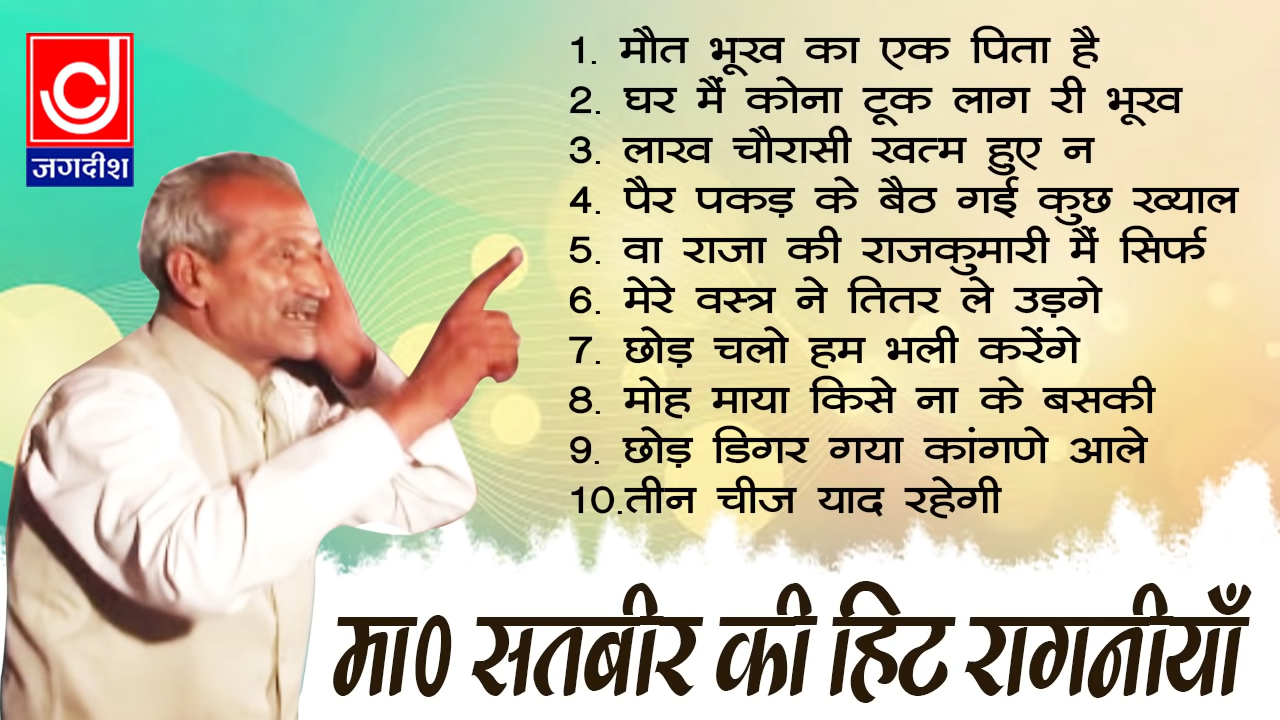 जगदीश
1. मौत भूख का एक पिता है
2. घर मैं कोना टूक लाग री भूख
3. लाख चौरासी खत्म हुए न
4. पैर पकड़ के बैठ गई कुछ ख्याल
5. वा राजा की राजकुमारी मैं सिर्फ
6. मेरे वस्त्र ने तितर ले उड़गे
7. छोड़ चलो हम भली करेंगे
8. मोह माया किसे ना के बसकी
9. छोड़ डिगर गया कांगणे आले
10.तीन चीज याद रहेगी
मा० सतबीर की हिट रागनीयाँ